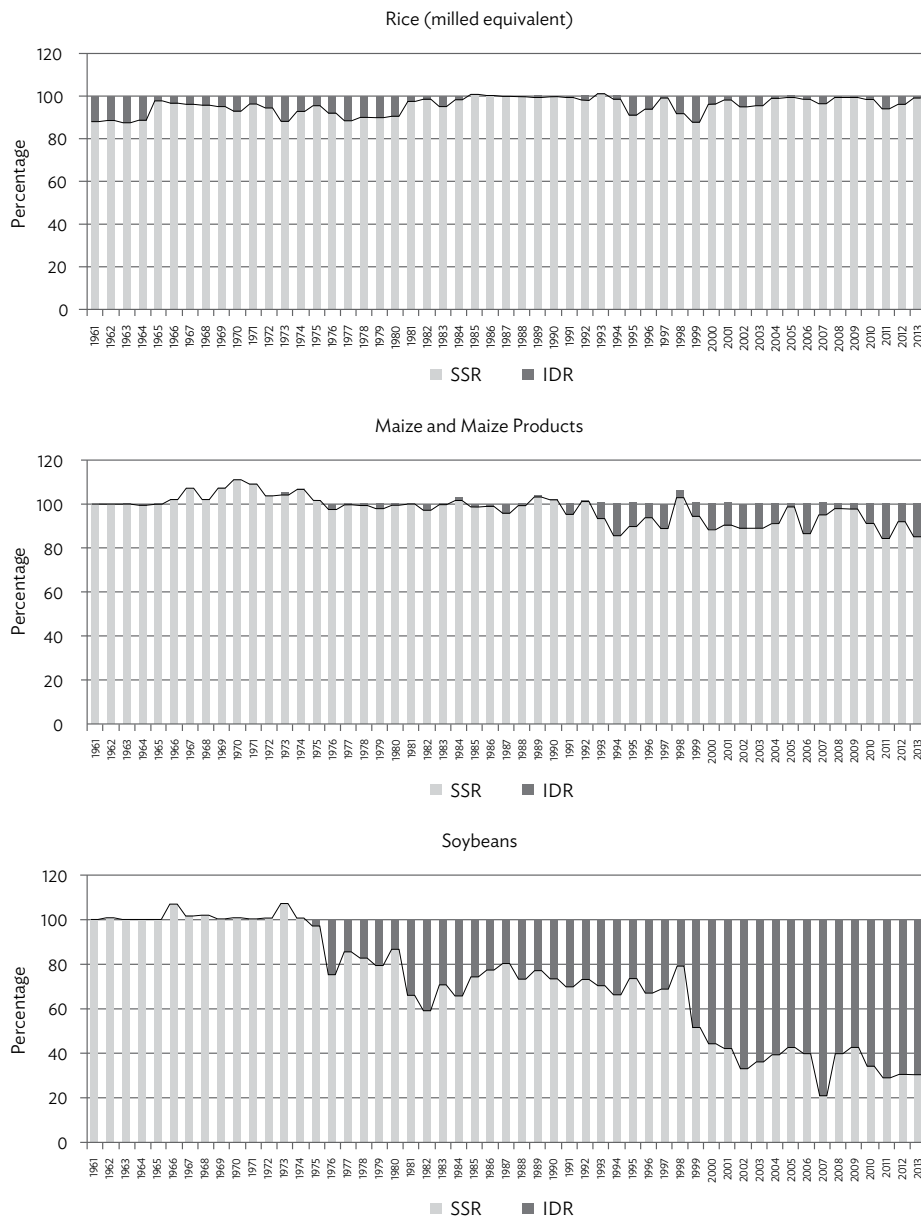 Rice (milled equivalent)
120
100
80
60
40
20
0
Percentage
1961 1962 1963 1964 1965 1966 1967 1968 1969 1970 1971 1972 1973 1974 1975 1976 1977 1978 1979 1980 1981 1982 1983 1984 1985 1986 1987 1988 1989 1990 1991 1992 1993 1994 1995 1996 1997 1998 1999 2000 2001 2002 2003 2004 2005 2006 2007 2008 2009 2010 2011 2012 2013
SSR IDR
Maize and Maize Products
120
100
80
60
40
20
0
Percentage
1961 1962 1963 1964 1965 1966 1967 1968 1969 1970 1971 1972 1973 1974 1975 1976 1977 1978 1979 1980 1981 1982 1983 1984 1985 1986 1987 1988 1989 1990 1991 1992 1993 1994 1995 1996 1997 1998 1999 2000 2001 2002 2003 2004 2005 2006 2007 2008 2009 2010 2011 2012 2013
SSR IDR
Soybeans
120
100
80
60
40
20
0
Percentage
1961 1962 1963 1964 1965 1966 1967 1968 1969 1970 1971 1972 1973 1974 1975 1976 1977 1978 1979 1980 1981 1982 1983 1984 1985 1986 1987 1988 1989 1990 1991 1992 1993 1994 1995 1996 1997 1998 1999 2000 2001 2002 2003 2004 2005 2006 2007 2008 2009 2010 2011 2012 2013
SSR IDR